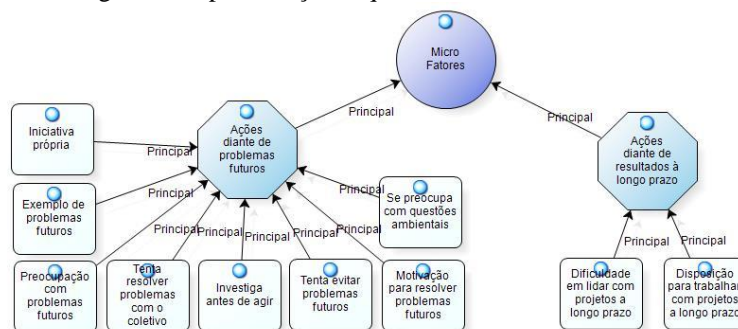 Micro
Fatores
Principal
Principal
Iniciativa
própria
Ações
diante de
problemas
futuros
Ações
diante de
resultados à
longo prazo
Principal
Exemplo de
problemas
futuros
Principal
Se preocupa
com questões
ambientais
Principal
Principal
Principal
Principal
Principal
Principal
Principal
Principal
Preocupação
com
problemas
futuros
Tenta
resolver
problemas
com o
coletivo
Investiga
antes de agir
Tenta evitar
problemas
futuros
Motivação
para resolver
problemas
futuros
Dificuldade
em lidar com
projetos a
longo prazo
Disposição
para trabalhar
com projetos
a longo prazo